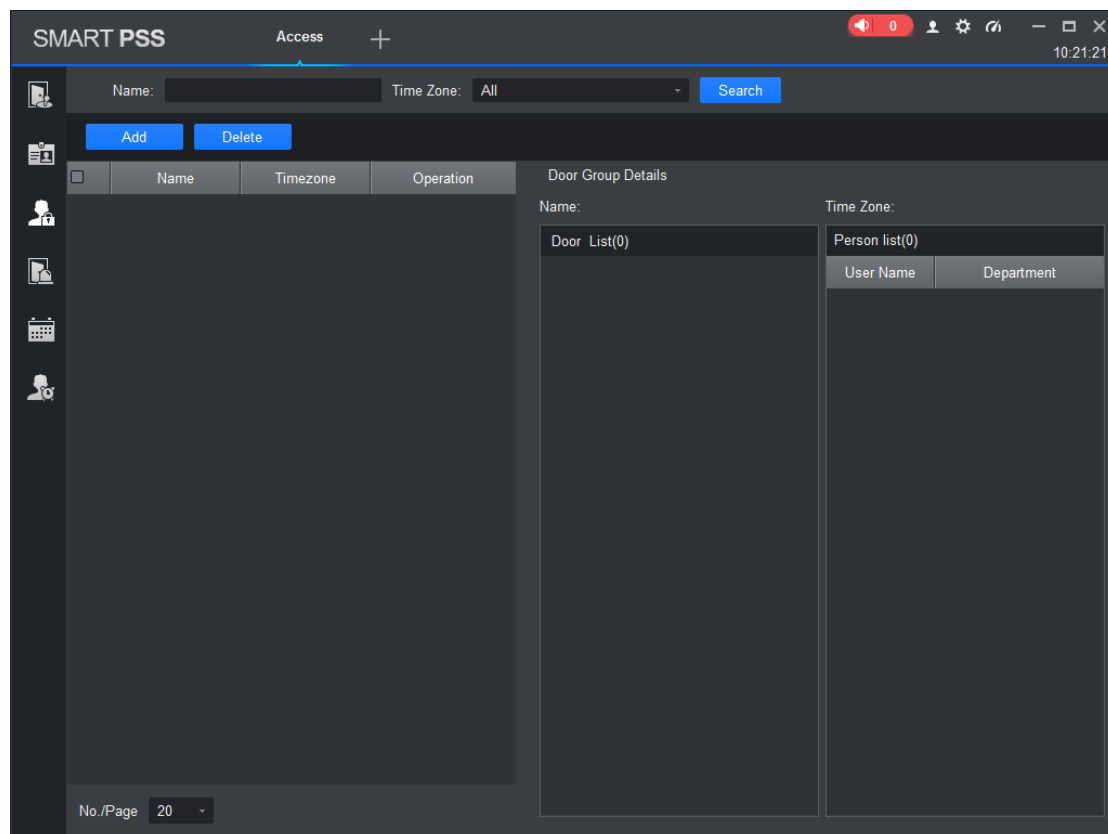 SMART PSS Access 0
10:21:21
Name: Time Zone: All Search
Add Delete
Name Timezone Operation
Door Group Details
Name: Time Zone:
Door List(0) Person list(0)
User Name Department
No./Page 20